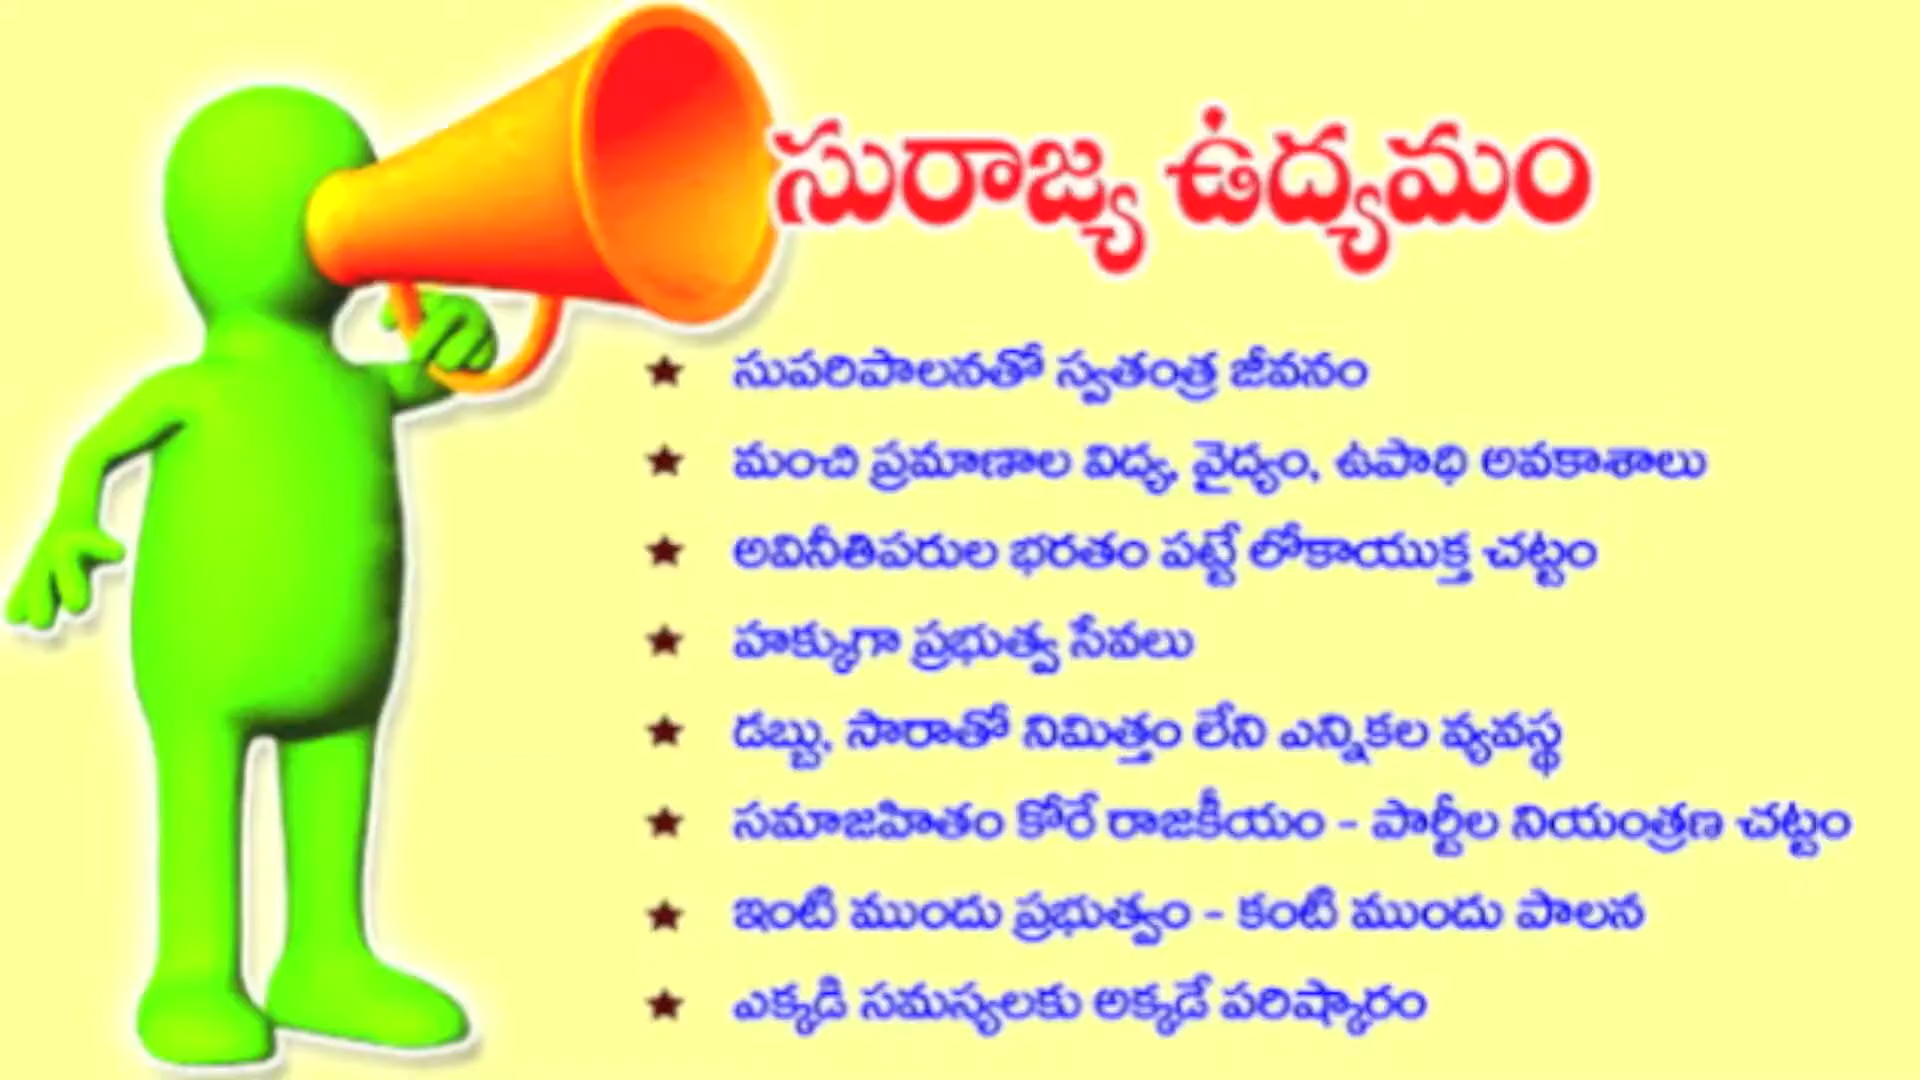 సురాజ్య ఉద్యమం
సుపరిపాలనతో స్వతంత్ర జీవనం
మంచి ప్రమాణాల విద్య, వైద్యం, ఉపాధి అవకాశాలు
అవినీతిపరుల భరతం పట్టే లోకాయుక్త చట్టం
హక్కుగా ప్రభుత్వ సేవలు
డబ్బు, సారాతో నిమిత్తం లేని ఎన్నికల వ్యవస్థ
సమాజహితం కోరే రాజకీయం - పార్టీల నియంత్రణ చట్టం
ఇంటి ముందు ప్రభుత్వం - కంటి ముందు పాలన
ఎక్కడి సమస్యలకు అక్కడే పరిష్కారం